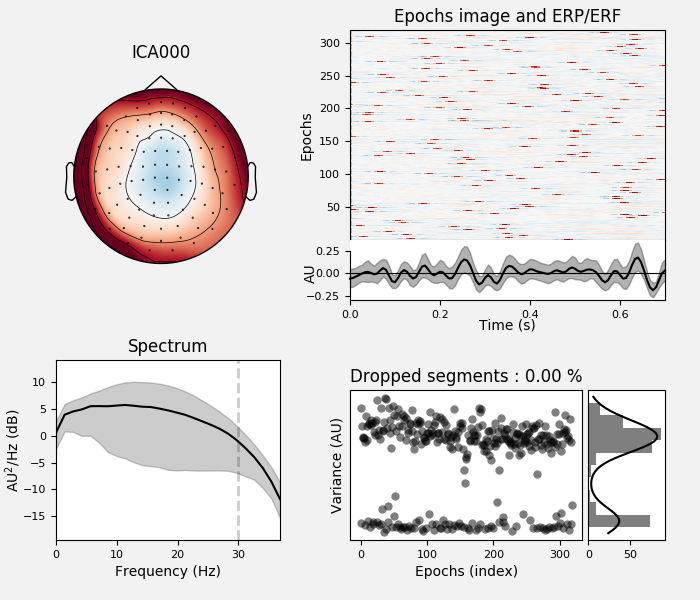 ICA000
Epochs image and ERP/ERF
Epochs
300
250
200
150
100
50
AU
0.25
0.00
−0.25
0.0
0.2
0.4
0.6
Time (s)
Spectrum
AU²/Hz (dB)
10
5
0
−5
−10
−15
0
10
20
30
Frequency (Hz)
Dropped segments : 0.00 %
Variance (AU)
0
100
200
300
Epochs (index)
0
50